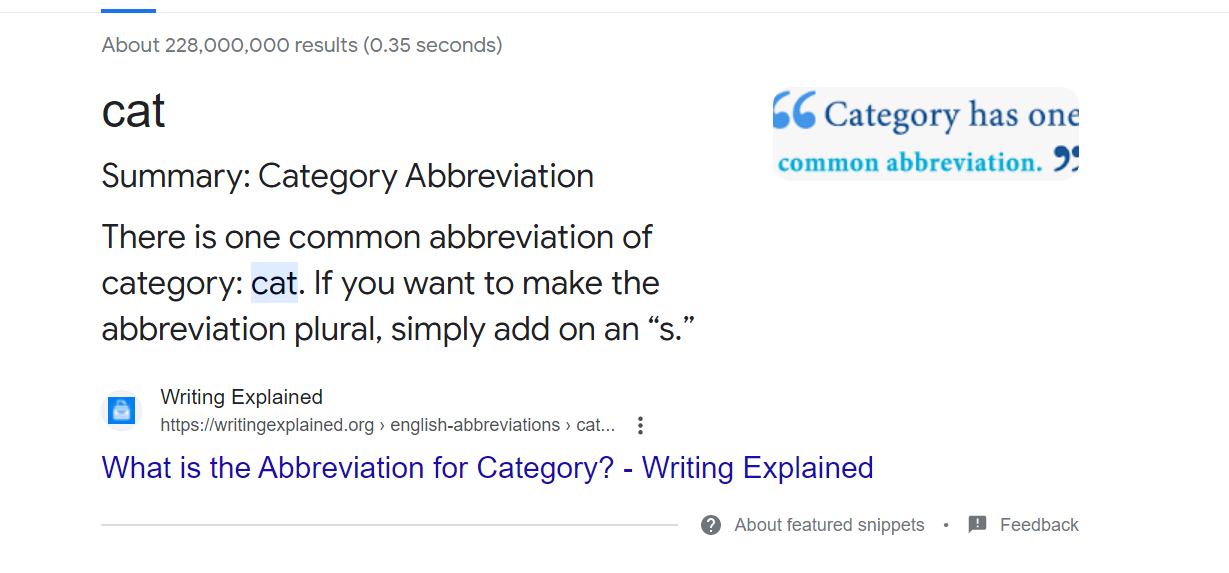 About 228,000,000 results (0.35 seconds)
cat
Summary: Category Abbreviation
There is one common abbreviation of
category: cat. If you want to make the
abbreviation plural, simply add on an “s.”
“ Category has one
common abbreviation. ”
Writing Explained
https://writingexplained.org › english-abbreviations › cat...
What is the Abbreviation for Category? - Writing Explained
About featured snippets • Feedback